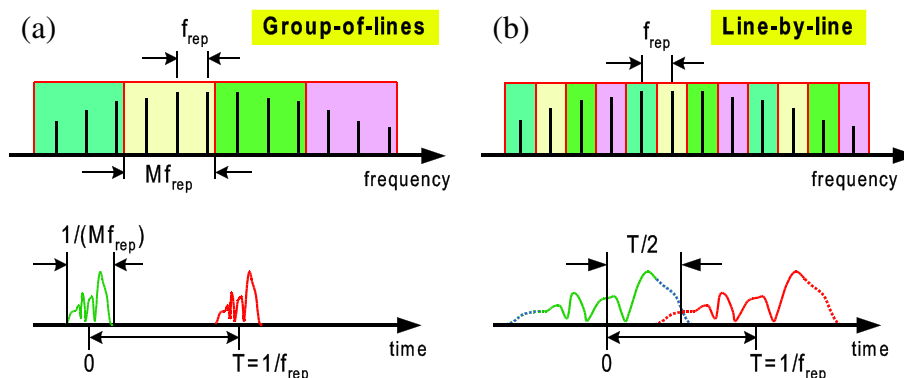 (a)
Group-of-lines
f_rep
Mf_rep
frequency
1/(Mf_rep)
0
T=1/f_rep
time
(b)
Line-by-line
f_rep
frequency
T/2
0
T=1/f_rep
time